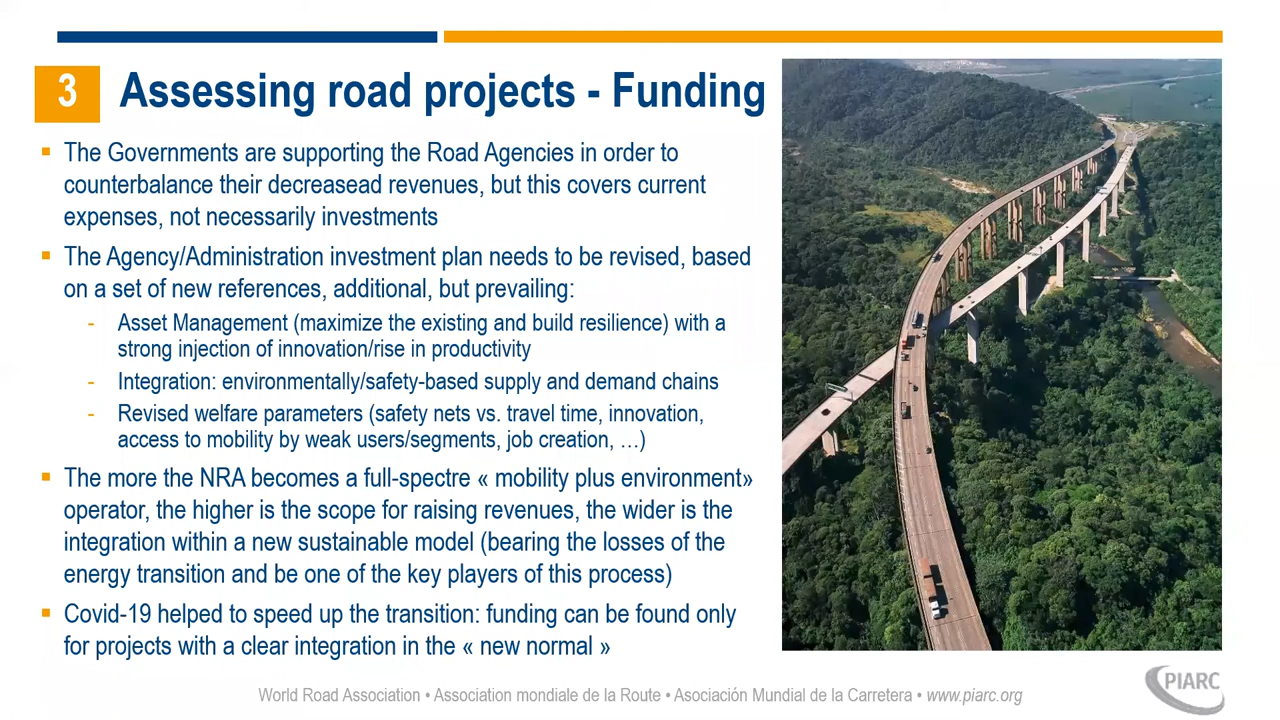 3
Assessing road projects - Funding
▪ The Governments are supporting the Road Agencies in order to
counterbalance their decreasead revenues, but this covers current
expenses, not necessarily investments
▪ The Agency/Administration investment plan needs to be revised, based
on a set of new references, additional, but prevailing:
- Asset Management (maximize the existing and build resilience) with a
strong injection of innovation/rise in productivity
- Integration: environmentally/safety-based supply and demand chains
- Revised welfare parameters (safety nets vs. travel time, innovation,
access to mobility by weak users/segments, job creation, …)
▪ The more the NRA becomes a full-spectre « mobility plus environment»
operator, the higher is the scope for raising revenues, the wider is the
integration within a new sustainable model (bearing the losses of the
energy transition and be one of the key players of this process)
▪ Covid-19 helped to speed up the transition: funding can be found only
for projects with a clear integration in the « new normal »
World Road Association • Association mondiale de la Route • Asociación Mundial de la Carretera • www.piarc.org
PIARC